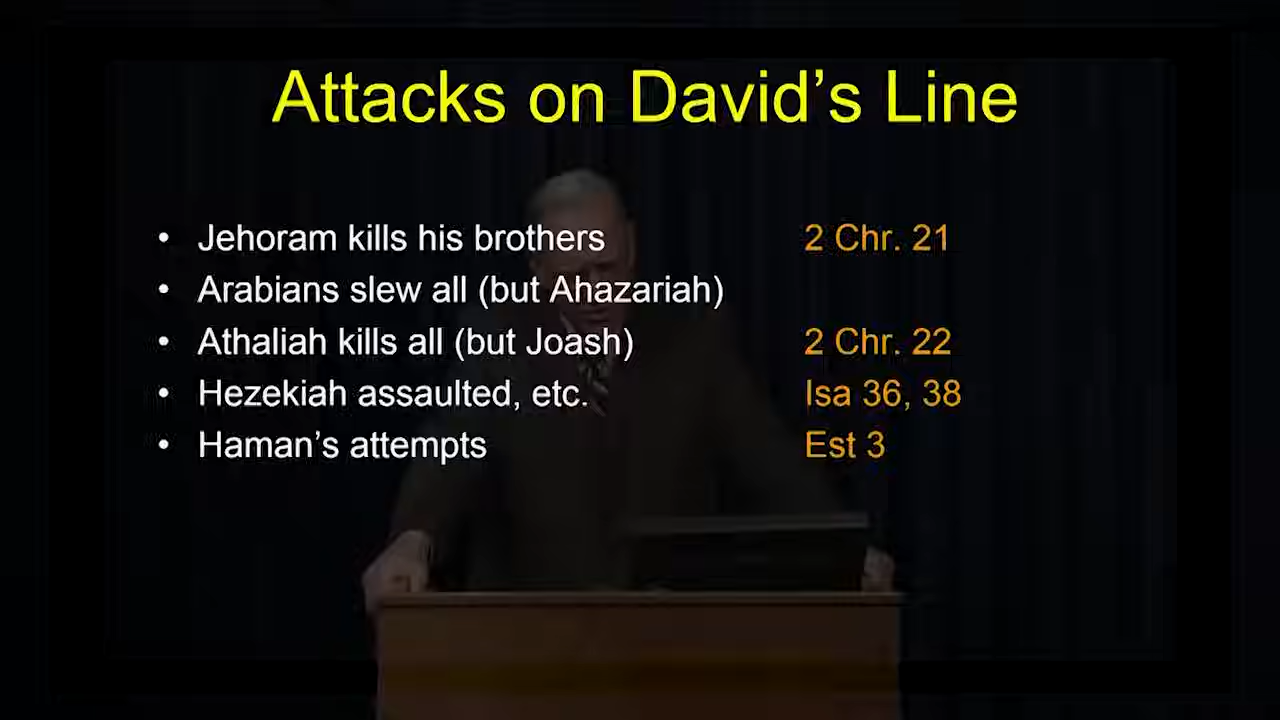 Attacks on David’s Line
• Jehoram kills his brothers 2 Chr. 21
• Arabians slew all (but Ahazariah)
• Athaliah kills all (but Joash) 2 Chr. 22
• Hezekiah assaulted, etc. Isa 36, 38
• Haman’s attempts Est 3